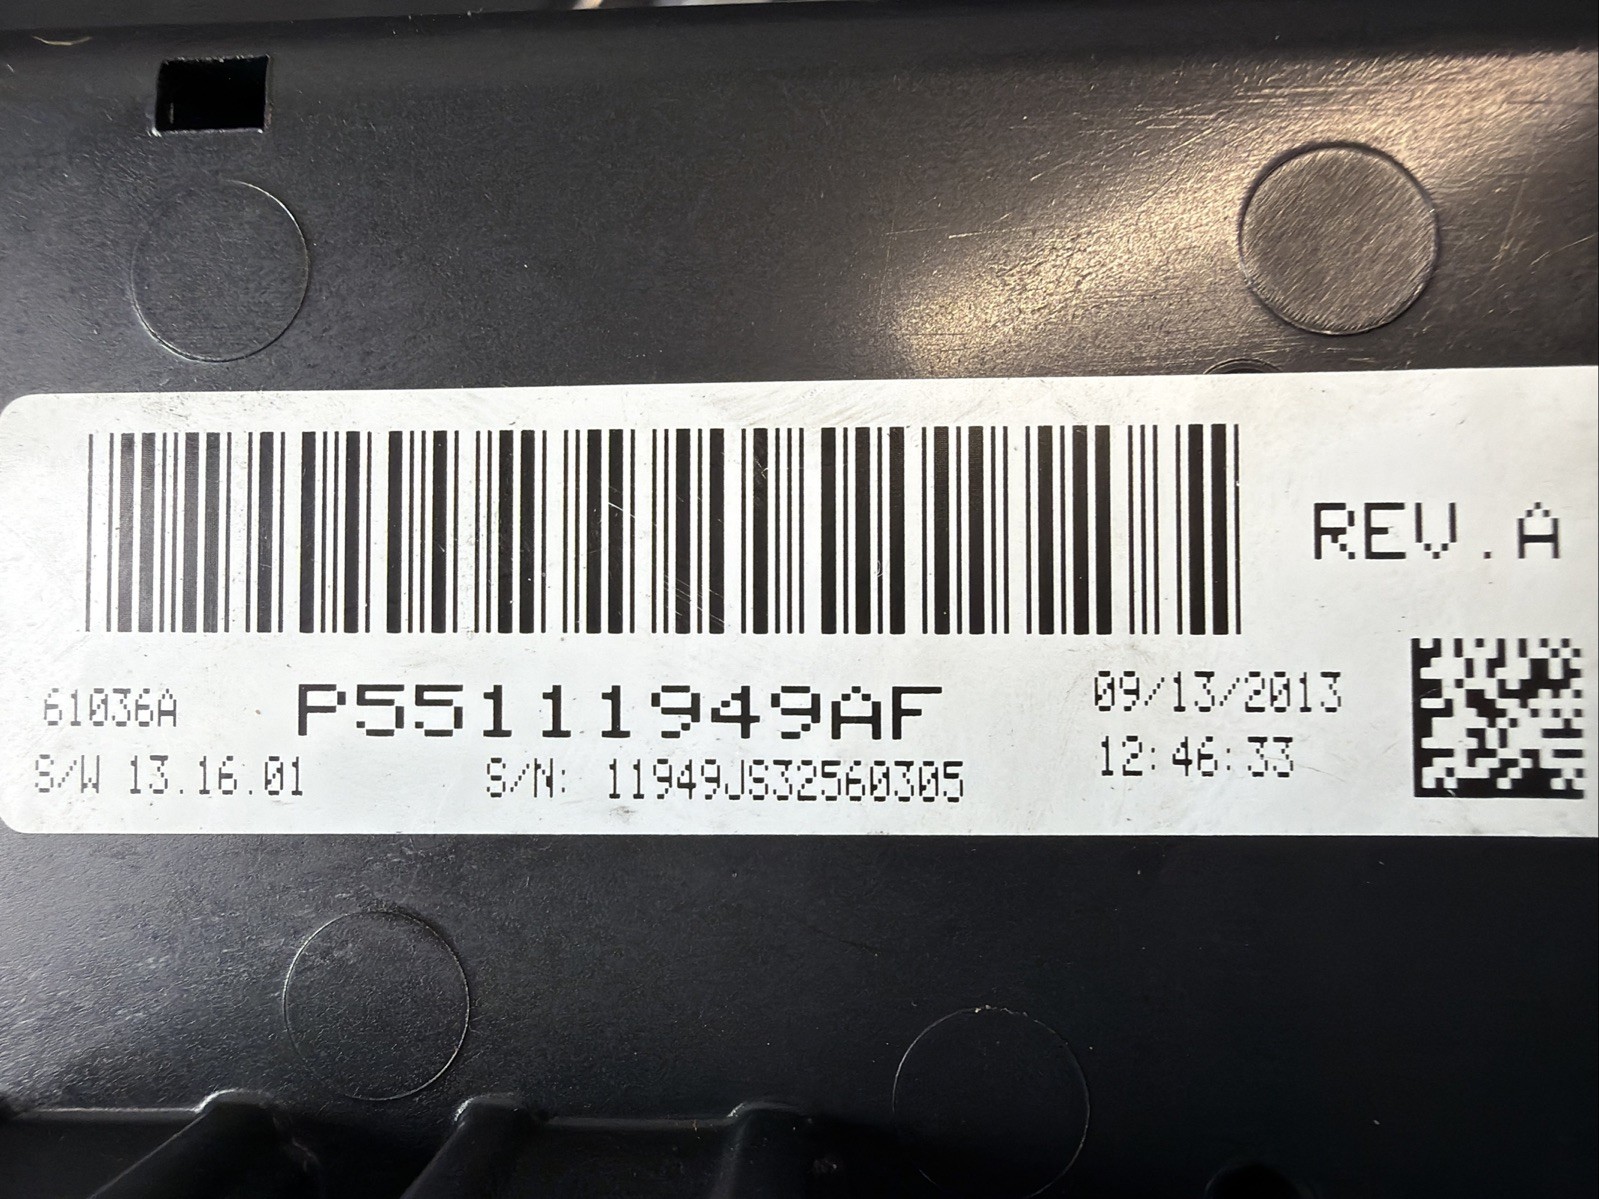 REV.A
61036A P55111949AF 09/13/2013
S/W 13.16.01 S/N: 11949JS32560305 12:46:33